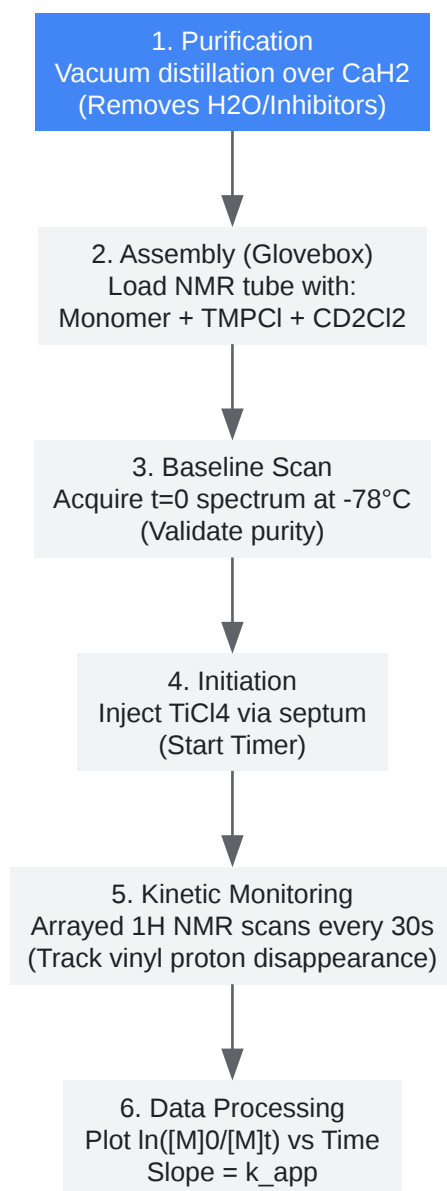 1. Purification
Vacuum distillation over CaH2
(Removes H2O/Inhibitors)
2. Assembly (Glovebox)
Load NMR tube with:
Monomer + TMPCl + CD2Cl2
3. Baseline Scan
Acquire t=0 spectrum at -78°C
(Validate purity)
4. Initiation
Inject TiCl4 via septum
(Start Timer)
5. Kinetic Monitoring
Arrayed 1H NMR scans every 30s
(Track vinyl proton disappearance)
6. Data Processing
Plot ln([M]0/[M]t) vs Time
Slope = k_app